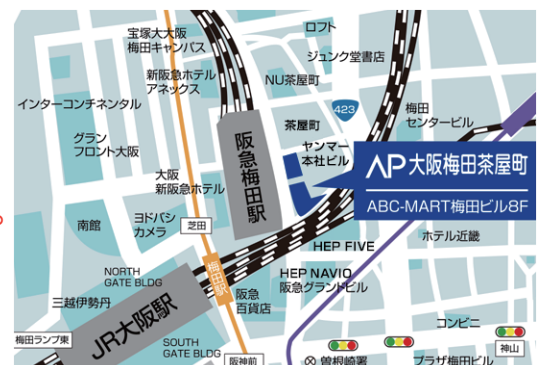 ロフト
宝塚大大阪
梅田キャンパス
ジュンク堂書店
新阪急ホテル
アネックス
NU茶屋町
インターコンチネンタル
423
梅田
センタービル
茶屋町
グラン
フロント大阪
阪急梅田駅
ヤンマー
本社ビル
AP大阪梅田茶屋町
ABC-MART梅田ビル8F
大阪
新阪急ホテル
南館
ヨドバシ
カメラ
芝田
ホテル近畿
HEP FIVE
NORTH
GATE BLDG
梅田駅
HEP NAVIO
阪急グランドビル
三越伊勢丹
阪急
百貨店
JR大阪駅
コンビニ
梅田ランプ東
SOUTH
GATE BLDG
阪神前
曽根崎署
プラザ梅田ビル
神山